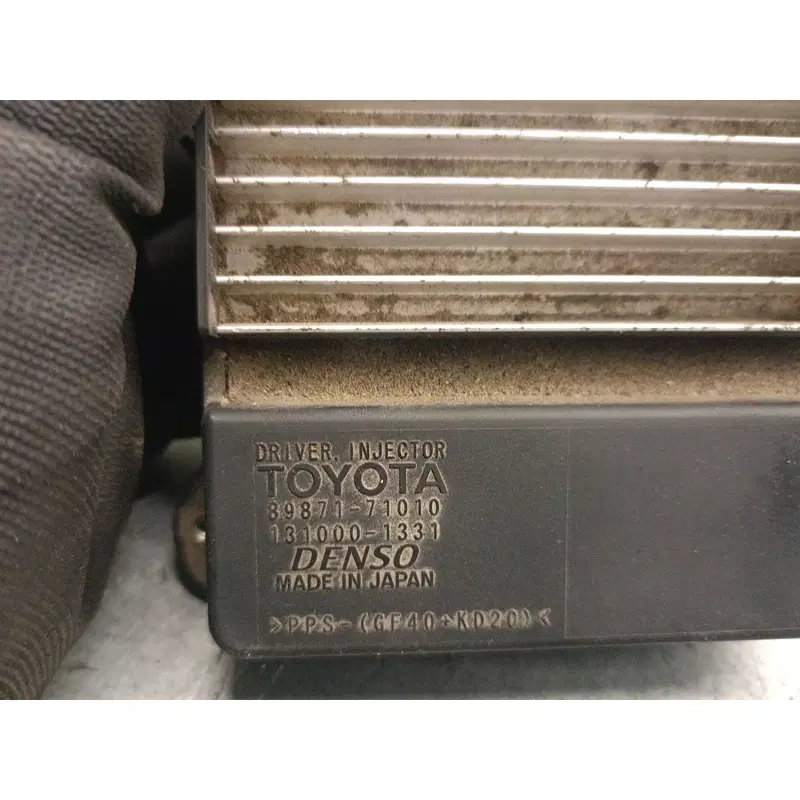 DRIVER, INJECTOR
TOYOTA
89871-71010
131000-1331
DENSO
MADE IN JAPAN
>PPS-(GF40+KD20)<